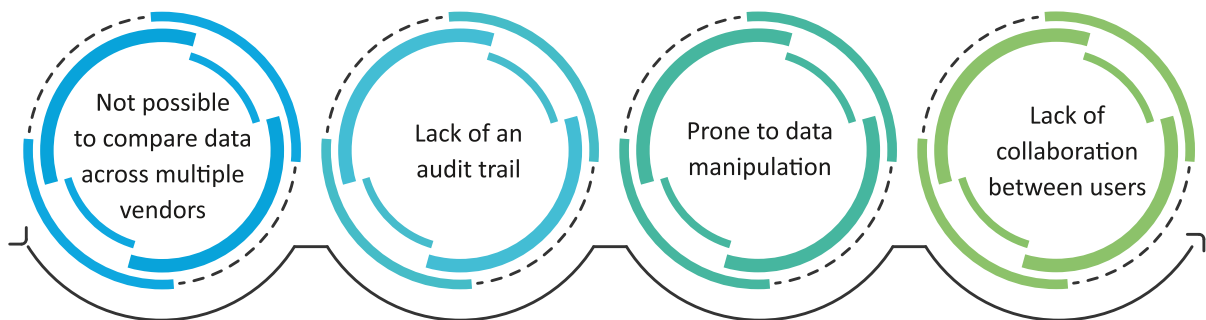 Not possible
to compare data
across multiple
vendors
Lack of an
audit trail
Prone to data
manipulation
Lack of
collaboration
between users